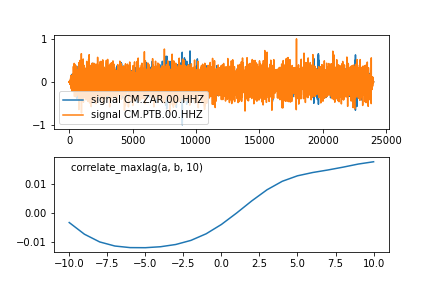 1
0
−1
signal CM.ZAR.00.HHZ
signal CM.PTB.00.HHZ
0 5000 10000 15000 20000 25000
correlate_maxlag(a, b, 10)
0.01
0.00
−0.01
−10.0 −7.5 −5.0 −2.5 0.0 2.5 5.0 7.5 10.0